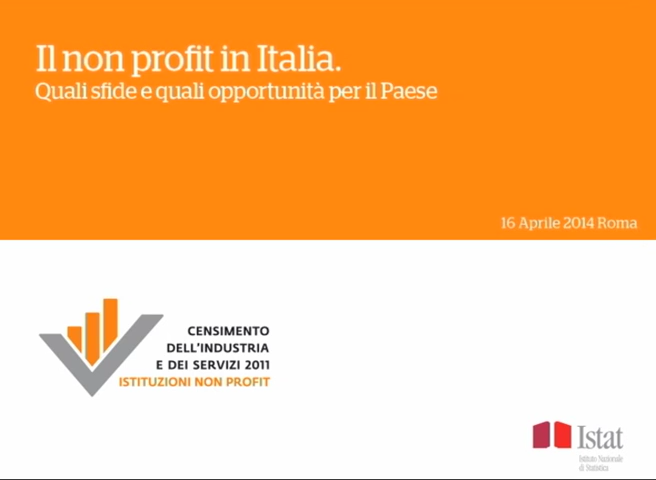 Il non profit in Italia.
Quali sfide e quali opportunità per il Paese
16 Aprile 2014 Roma
CENSIMENTO
DELL'INDUSTRIA
E DEI SERVIZI 2011
ISTITUZIONI NON PROFIT
Istat
Istituto Nazionale
di Statistica